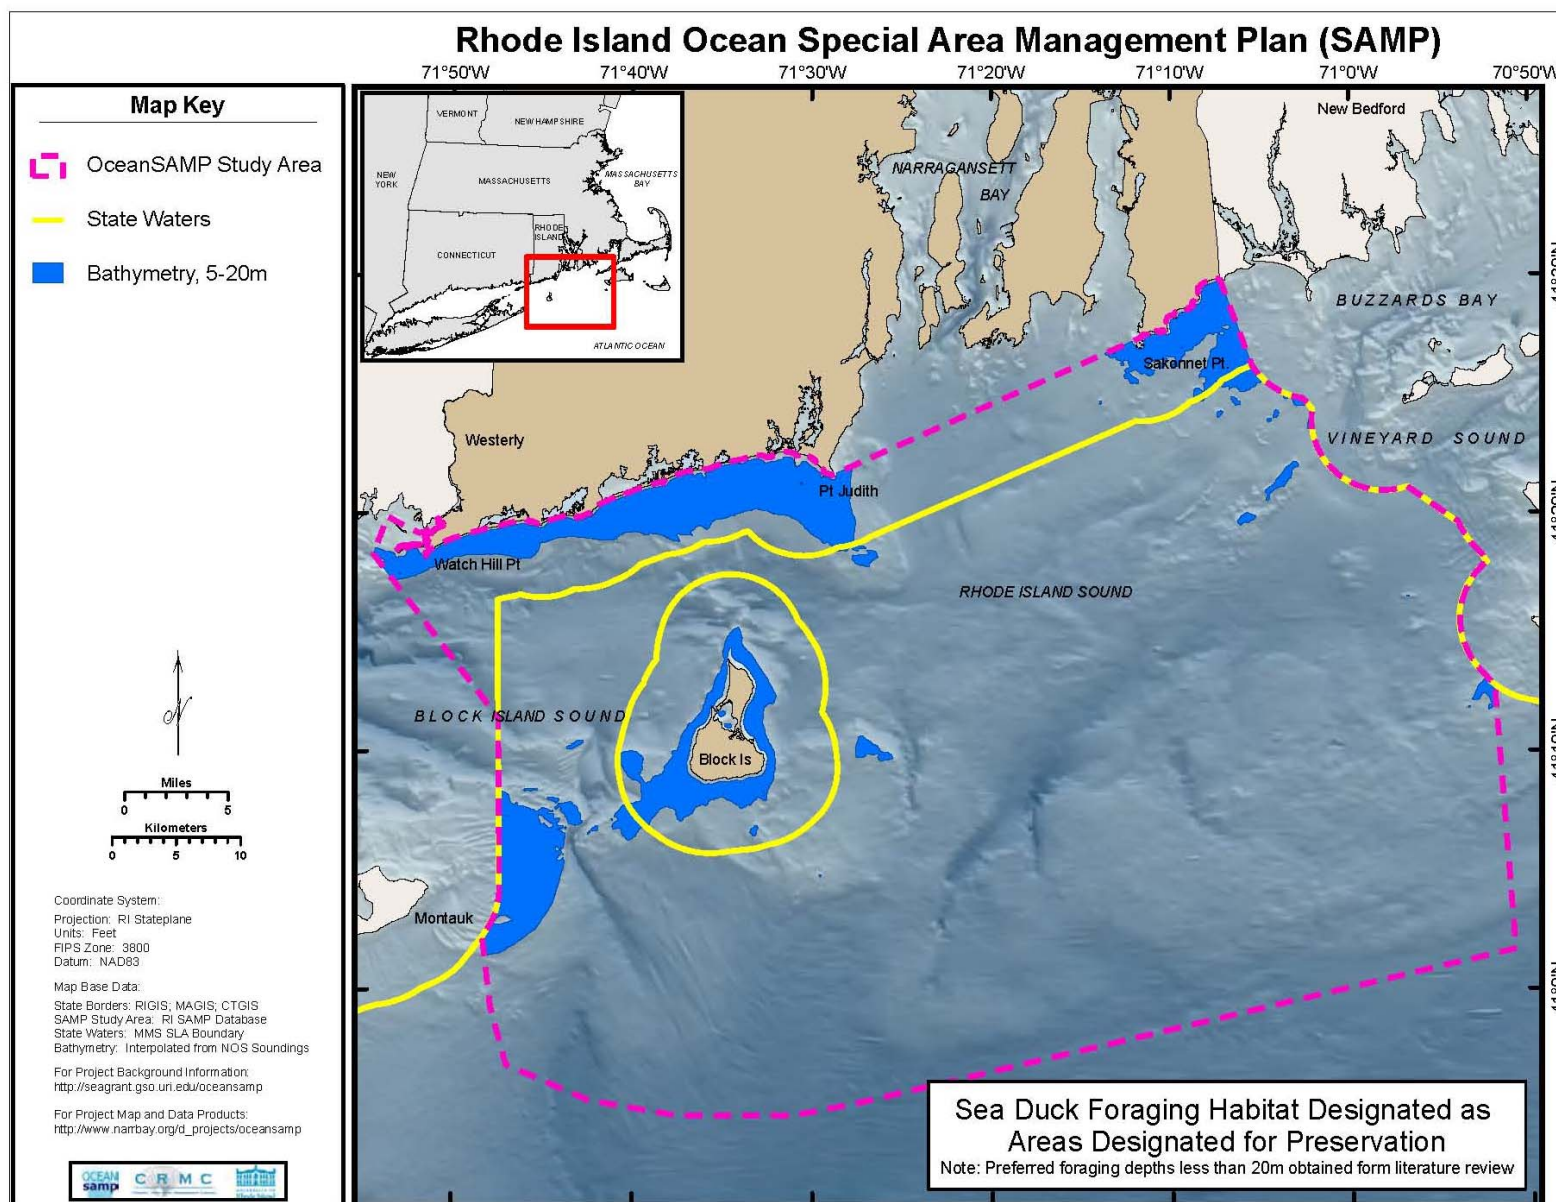 Rhode Island Ocean Special Area Management Plan (SAMP)
71°50'W 71°40'W 71°30'W 71°20'W 71°10'W 71°0'W 70°50'W
Map Key
OceanSAMP Study Area
State Waters
Bathymetry, 5-20m
Miles
0 5
Kilometers
0 5 10
Coordinate System:
Projection: RI Stateplane
Units: Feet
FIPS Zone: 3800
Datum: NAD83
Map Base Data:
State Borders: RIGIS; MAGIS; CTGIS
SAMP Study Area: RI SAMP Database
State Waters: MMS SLA Boundary
Bathymetry: Interpolated from NOS Soundings
For Project Background Information:
http://seagrant.gso.uri.edu/oceansamp
For Project Map and Data Products:
http://www.narrbay.org/d_projects/oceansamp
OCEAN
samp
C R M C
VERMONT
NEW HAMPSHIRE
NEW
YORK
MASSACHUSETTS
MASSACHUSETTS
BAY
RHODE
ISLAND
CONNECTICUT
ATLANTIC OCEAN
New Bedford
NARRAGANSETT
BAY
BUZZARDS BAY
Sakonnet Pt.
Westerly
VINEYARD SOUND
Pt Judith
Watch Hill Pt
RHODE ISLAND SOUND
BLOCK ISLAND SOUND
Block Is
Montauk
Sea Duck Foraging Habitat Designated as
Areas Designated for Preservation
Note: Preferred foraging depths less than 20m obtained form literature review